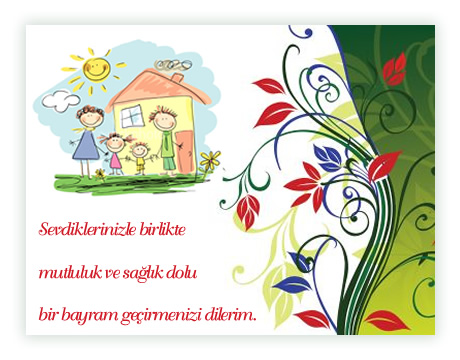 Sevdiklerinizle birlikte
mutluluk ve sağlık dolu
bir bayram geçirmenizi dilerim.